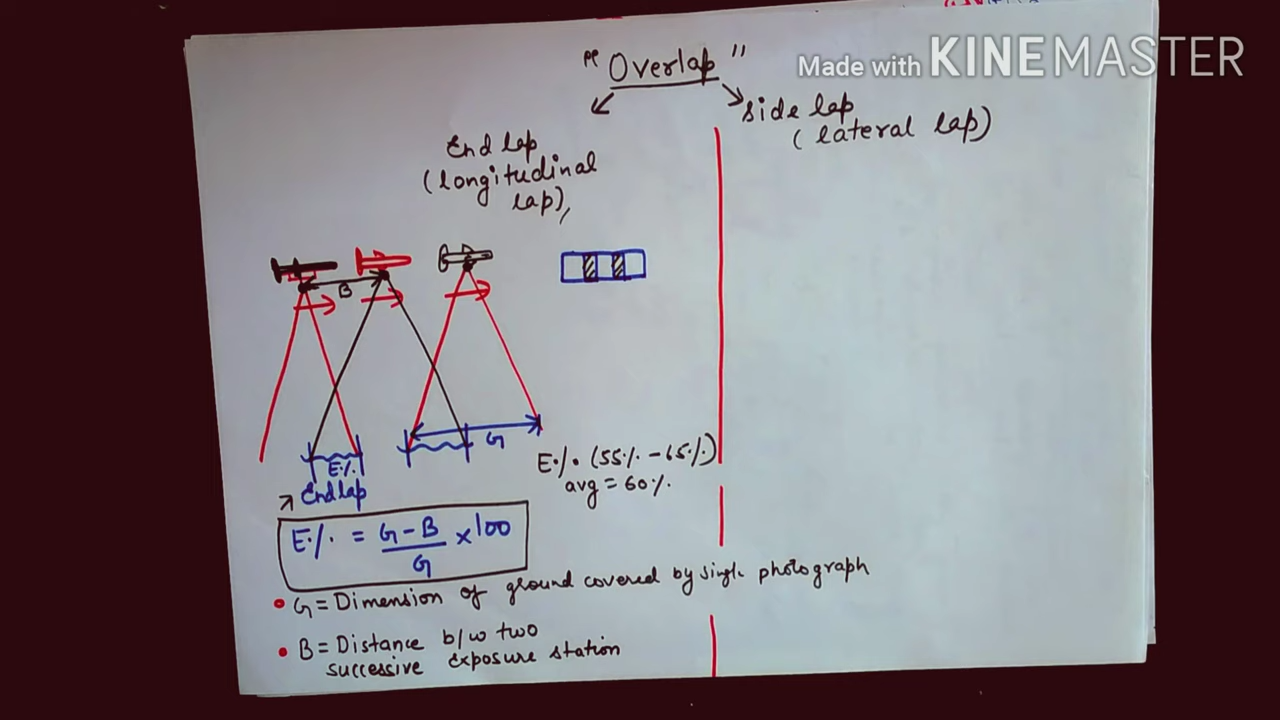 Made with KINEMASTER
"Overlap"
End lap
(longitudinal
lap),
side lap
(lateral lap)
B
G
E%
End lap
E% (55% - 65%)
avg = 60%
E% = G - B / G × 100
• G = Dimension of ground covered by single photograph
• B = Distance b/w two
successive exposure station